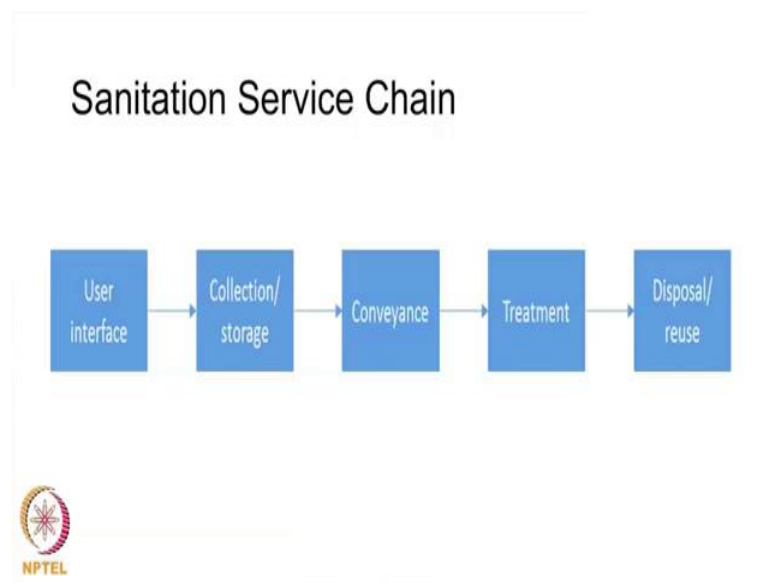 Sanitation Service Chain
User
interface
Collection/
storage
Conveyance
Treatment
Disposal/
reuse
NPTEL